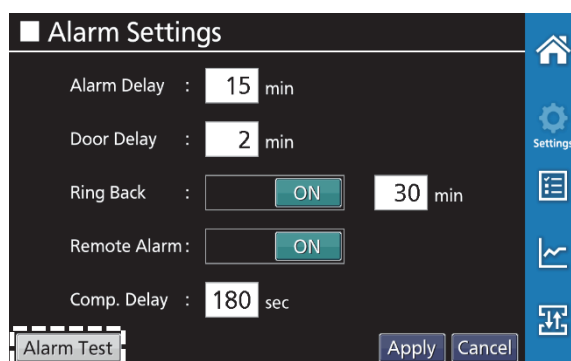 Alarm Settings
Alarm Delay : 15 min
Door Delay : 2 min
Settings
Ring Back : ON 30 min
Remote Alarm : ON
Comp. Delay : 180 sec
Alarm Test Apply Cancel